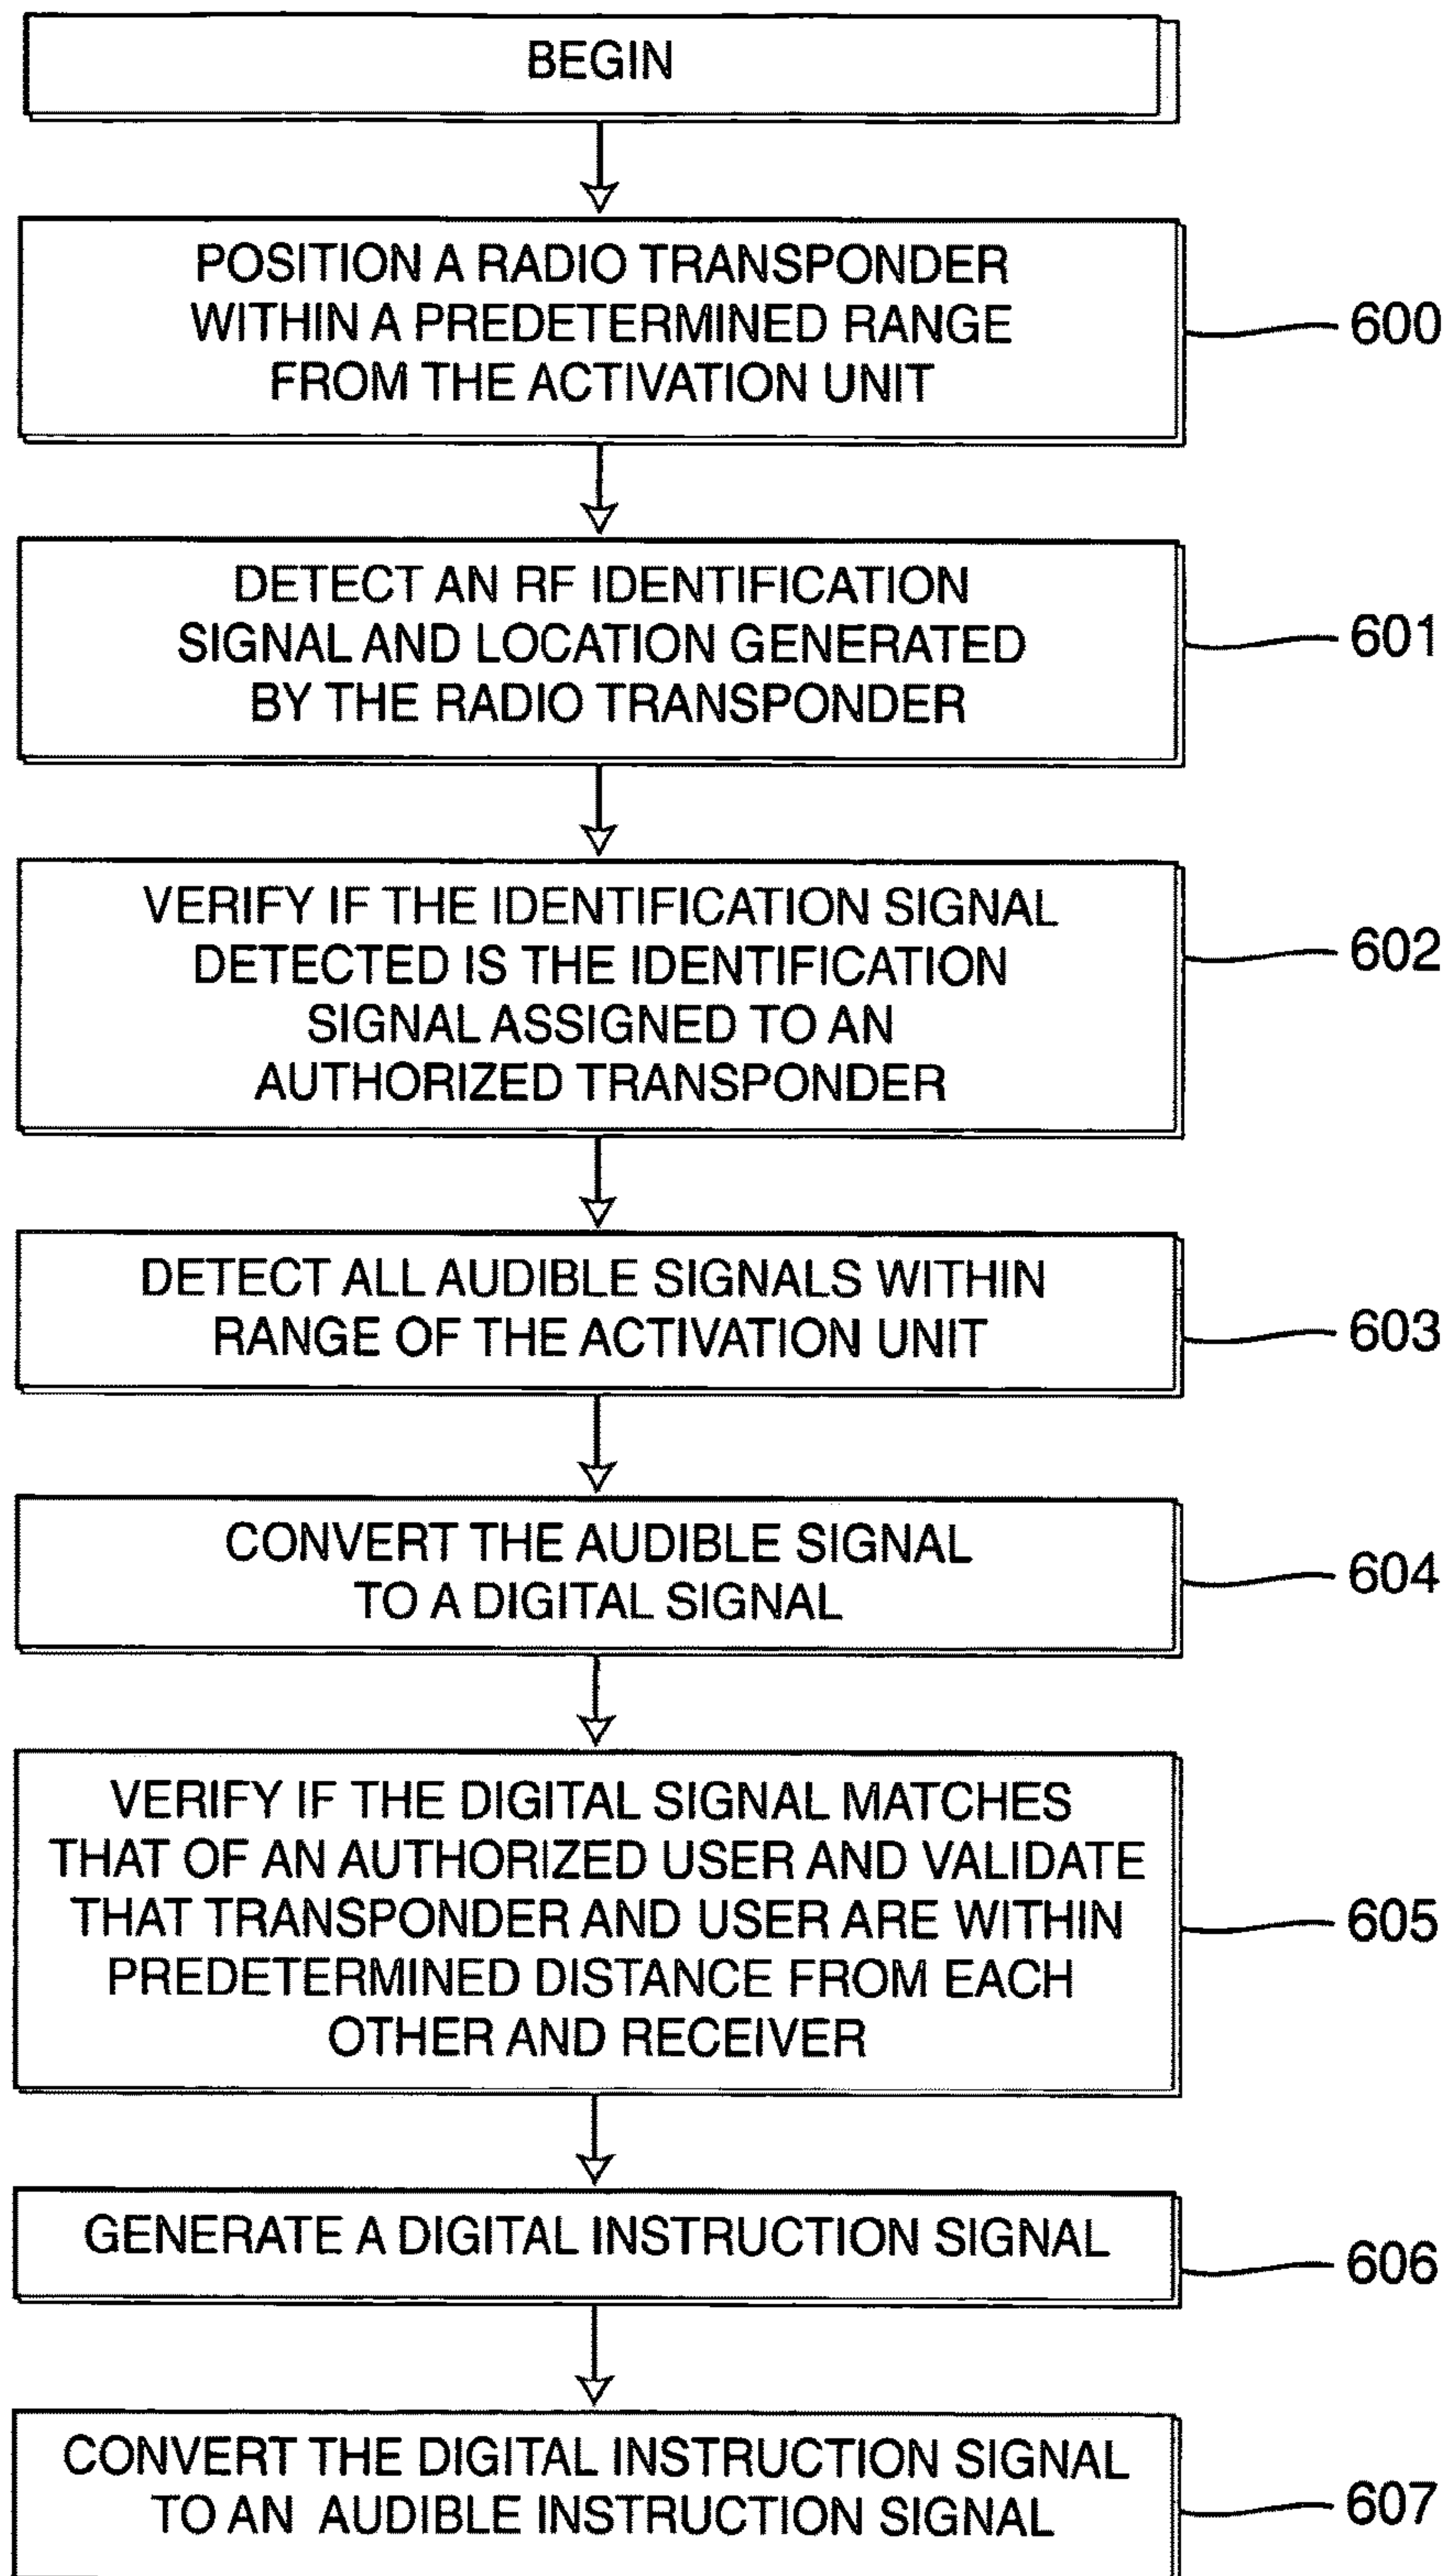 BEGIN
POSITION A RADIO TRANSPONDER
WITHIN A PREDETERMINED RANGE
FROM THE ACTIVATION UNIT
600
DETECT AN RF IDENTIFICATION
SIGNAL AND LOCATION GENERATED
BY THE RADIO TRANSPONDER
601
VERIFY IF THE IDENTIFICATION SIGNAL
DETECTED IS THE IDENTIFICATION
SIGNAL ASSIGNED TO AN
AUTHORIZED TRANSPONDER
602
DETECT ALL AUDIBLE SIGNALS WITHIN
RANGE OF THE ACTIVATION UNIT
603
CONVERT THE AUDIBLE SIGNAL
TO A DIGITAL SIGNAL
604
VERIFY IF THE DIGITAL SIGNAL MATCHES
THAT OF AN AUTHORIZED USER AND VALIDATE
THAT TRANSPONDER AND USER ARE WITHIN
PREDETERMINED DISTANCE FROM EACH
OTHER AND RECEIVER
605
GENERATE A DIGITAL INSTRUCTION SIGNAL
606
CONVERT THE DIGITAL INSTRUCTION SIGNAL
TO AN AUDIBLE INSTRUCTION SIGNAL
607